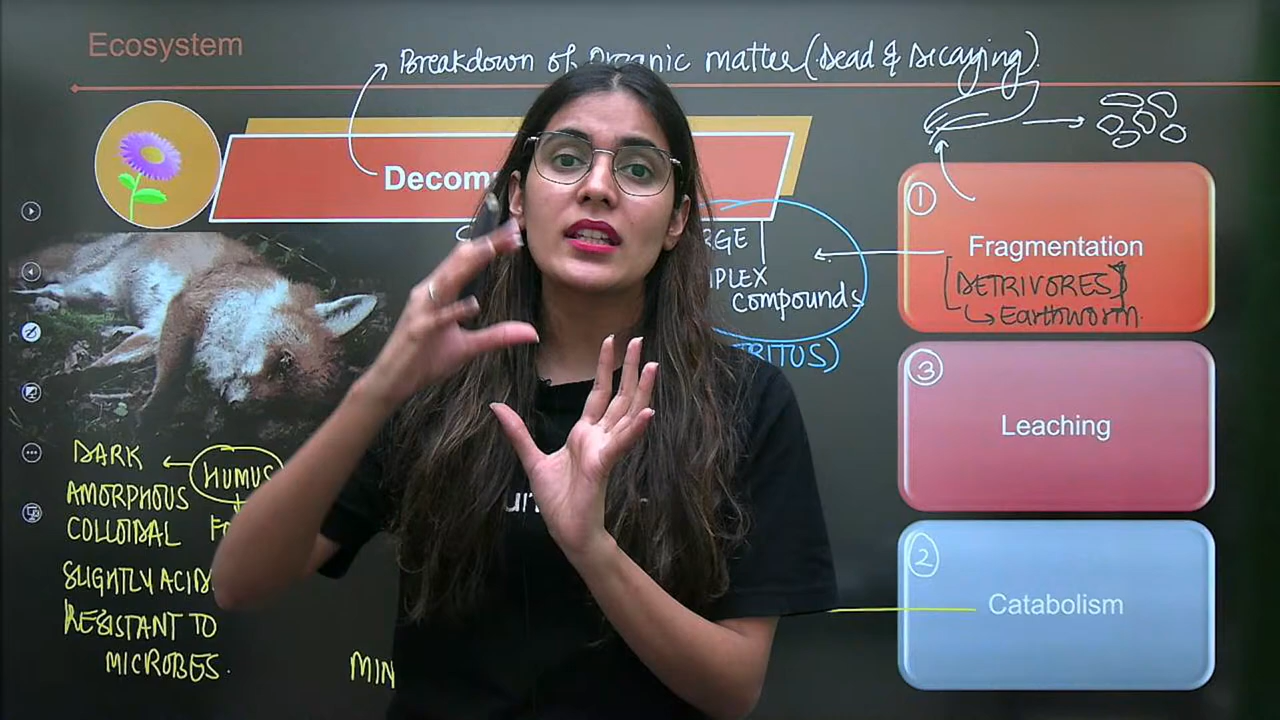 Ecosystem
Breakdown of Organic matter (Dead & Decaying).
Decom
①
RGE
PLEX
Compounds
Fragmentation
[DETRIVORES]
Earthworm.
RITUS)
③
Leaching
DARK
HUMUS
AMORPHOUS
COLLOIDAL
SLIGHTLY ACID
RESISTANT TO
MICROBES.
②
Catabolism
MIN